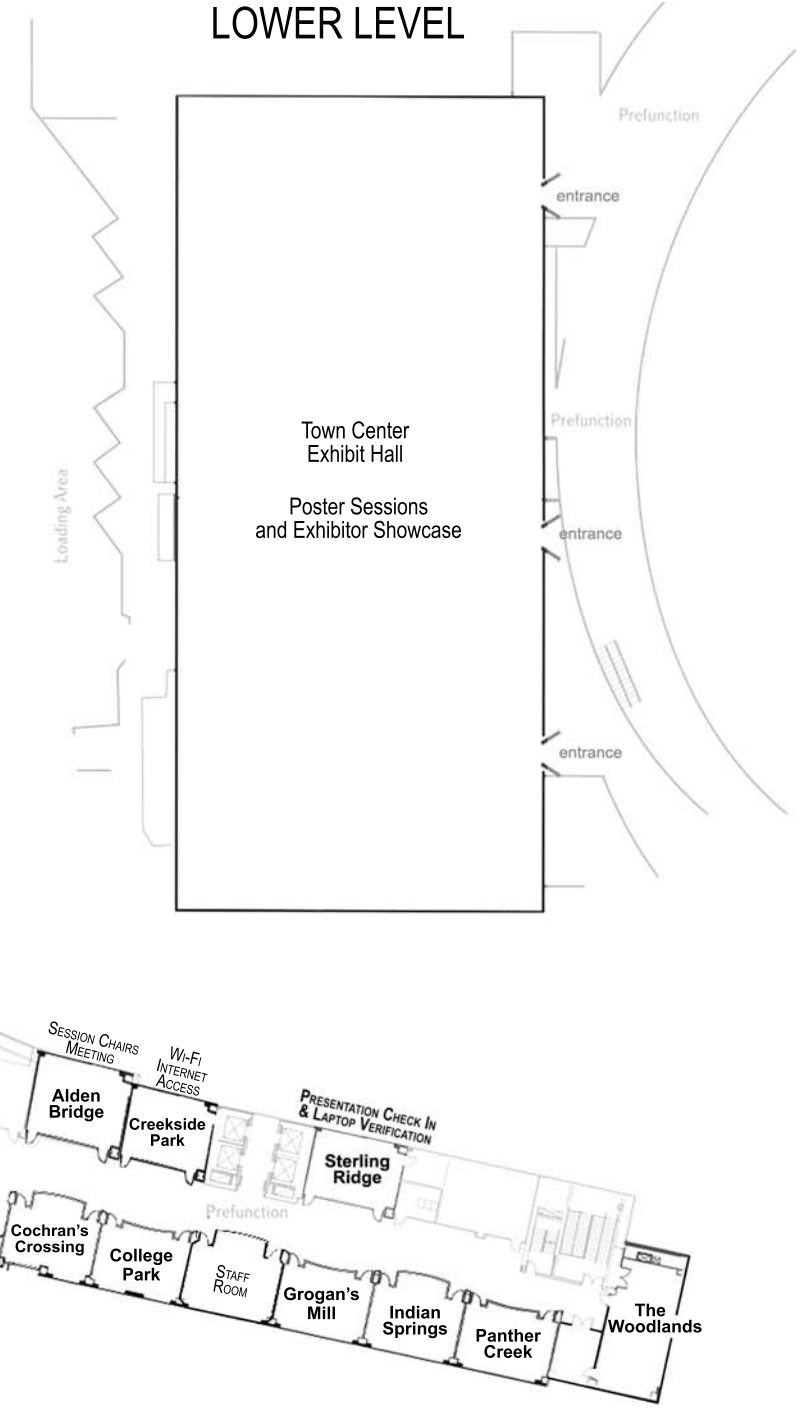 LOWER LEVEL
Prefunction
entrance
Town Center
Exhibit Hall
Prefunction
Loading Area
Poster Sessions
and Exhibitor Showcase
entrance
entrance
SESSION CHAIRS
MEETING
WI-FI
INTERNET
ACCESS
PRESENTATION CHECK IN
& LAPTOP VERIFICATION
Alden
Bridge
Creekside
Park
Sterling
Ridge
Prefunction
Cochran's
Crossing
College
Park
STAFF
ROOM
Grogan's
Mill
Indian
Springs
Panther
Creek
The
Woodlands